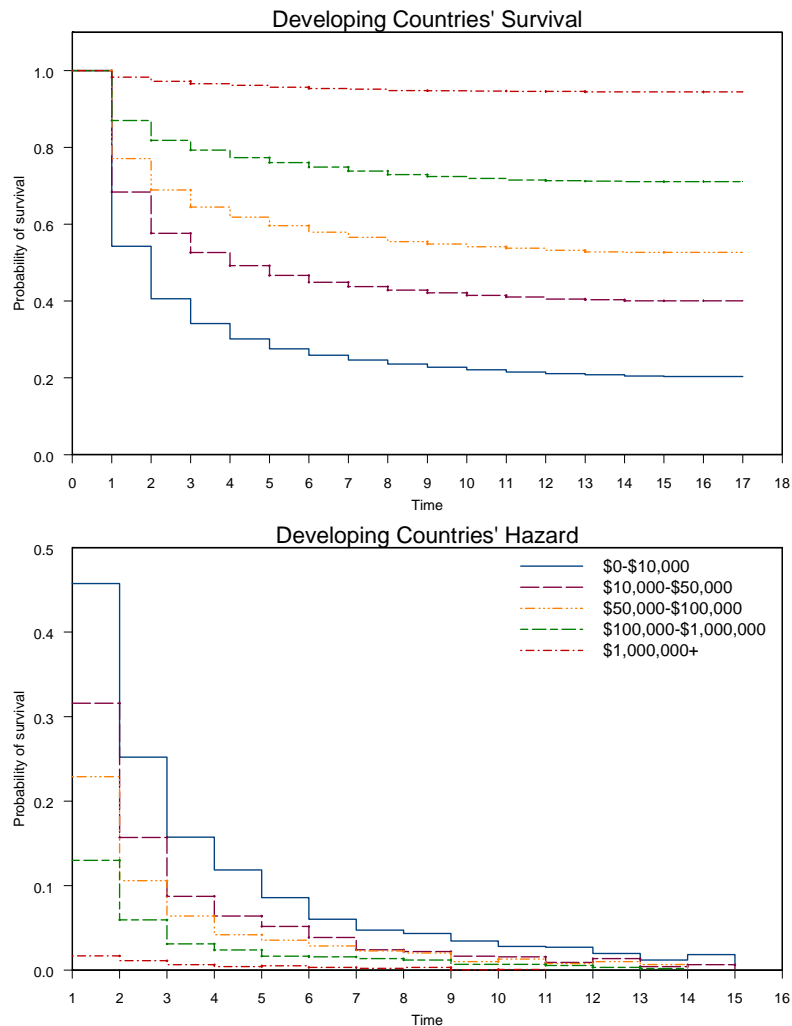 Developing Countries' Survival
Probability of survival
1.0
0.8
0.6
0.4
0.2
0.0
0 1 2 3 4 5 6 7 8 9 10 11 12 13 14 15 16 17 18
Time
Developing Countries' Hazard
Probability of survival
0.5
0.4
0.3
0.2
0.1
0.0
$0-$10,000
$10,000-$50,000
$50,000-$100,000
$100,000-$1,000,000
$1,000,000+
1 2 3 4 5 6 7 8 9 10 11 12 13 14 15 16
Time